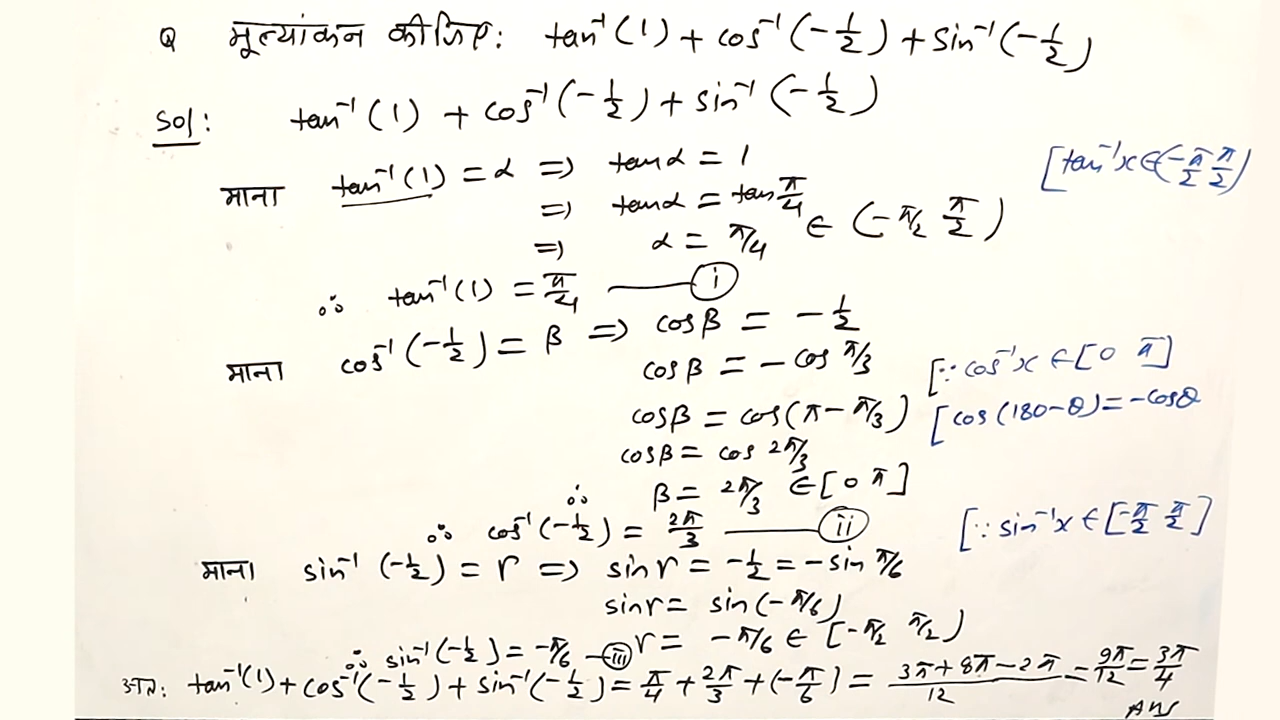 Q मूल्यांकन कीजिए: tan⁻¹(1) + cos⁻¹(-1/2) + sin⁻¹(-1/2)
Sol: tan⁻¹(1) + cos⁻¹(-1/2) + sin⁻¹(-1/2)
माना tan⁻¹(1) = α => tanα = 1 [tan⁻¹x ∈ (-π/2 π/2)
=> tanα = tan π/4
=> α = π/4 ∈ (-π/2 π/2)
∴ tan⁻¹(1) = π/4 —— (i)
माना cos⁻¹(-1/2) = β => cosβ = -1/2
cosβ = -cos π/3 [∵ cos⁻¹x ∈ [0 π]
cosβ = cos(π - π/3) [cos(180-θ) = -cosθ
cosβ = cos 2π/3
∴ β = 2π/3 ∈ [0 π]
∴ cos⁻¹(-1/2) = 2π/3 —— (ii) [∵ sin⁻¹x ∈ [-π/2 π/2]
माना sin⁻¹(-1/2) = r => sin r = -1/2 = -sin π/6
sin r = sin(-π/6)
∴ sin⁻¹(-1/2) = -π/6 —(iii) r = -π/6 ∈ [-π/2 π/2)
अतः tan⁻¹(1) + cos⁻¹(-1/2) + sin⁻¹(-1/2) = π/4 + 2π/3 + (-π/6) = (3π + 8π - 2π)/12 = 9π/12 = 3π/4
Ans